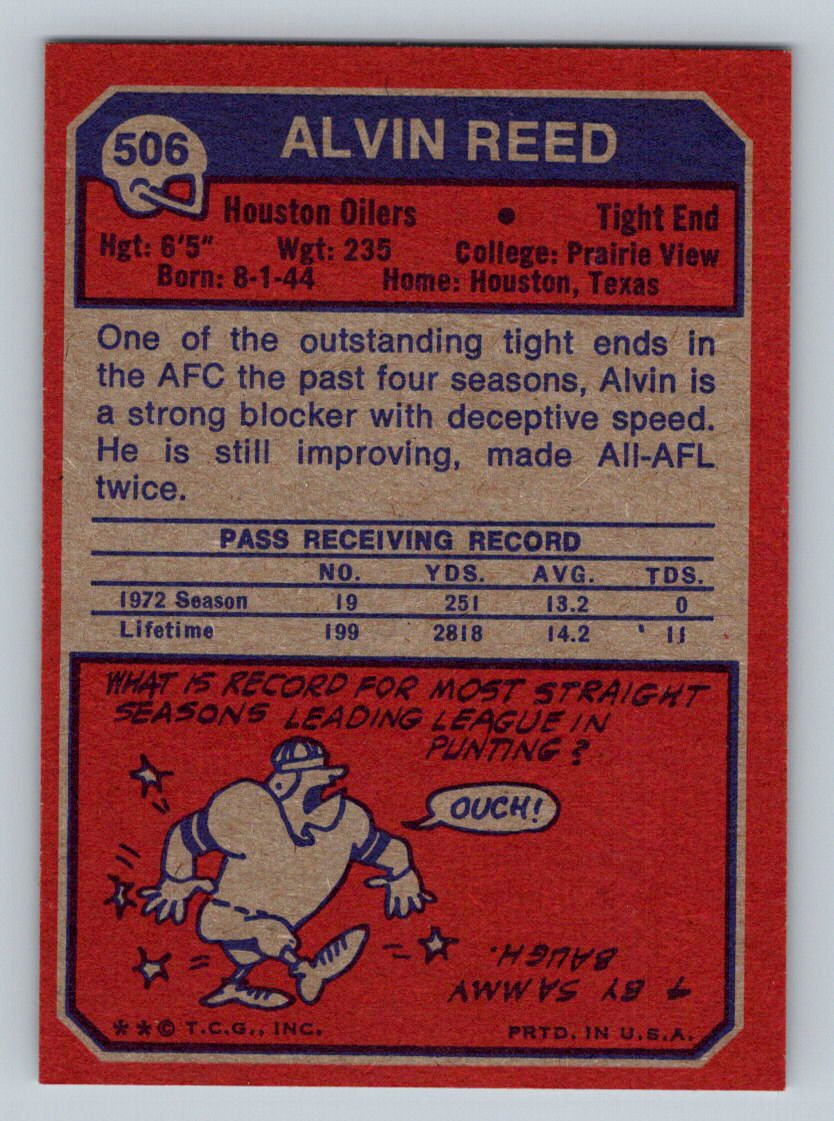 506
ALVIN REED
Houston Oilers • Tight End
Hgt: 6'5" Wgt: 235 College: Prairie View
Born: 8-1-44 Home: Houston, Texas
One of the outstanding tight ends in
the AFC the past four seasons, Alvin is
a strong blocker with deceptive speed.
He is still improving, made All-AFL
twice.
PASS RECEIVING RECORD
NO. YDS. AVG. TDS.
1972 Season 19 251 13.2 0
Lifetime 199 2818 14.2 11
WHAT IS RECORD FOR MOST STRAIGHT
SEASONS LEADING LEAGUE IN
PUNTING?
OUCH!
4 BY SAMMY
BAUGH.
**© T.C.G., INC. PRTD. IN U.S.A.